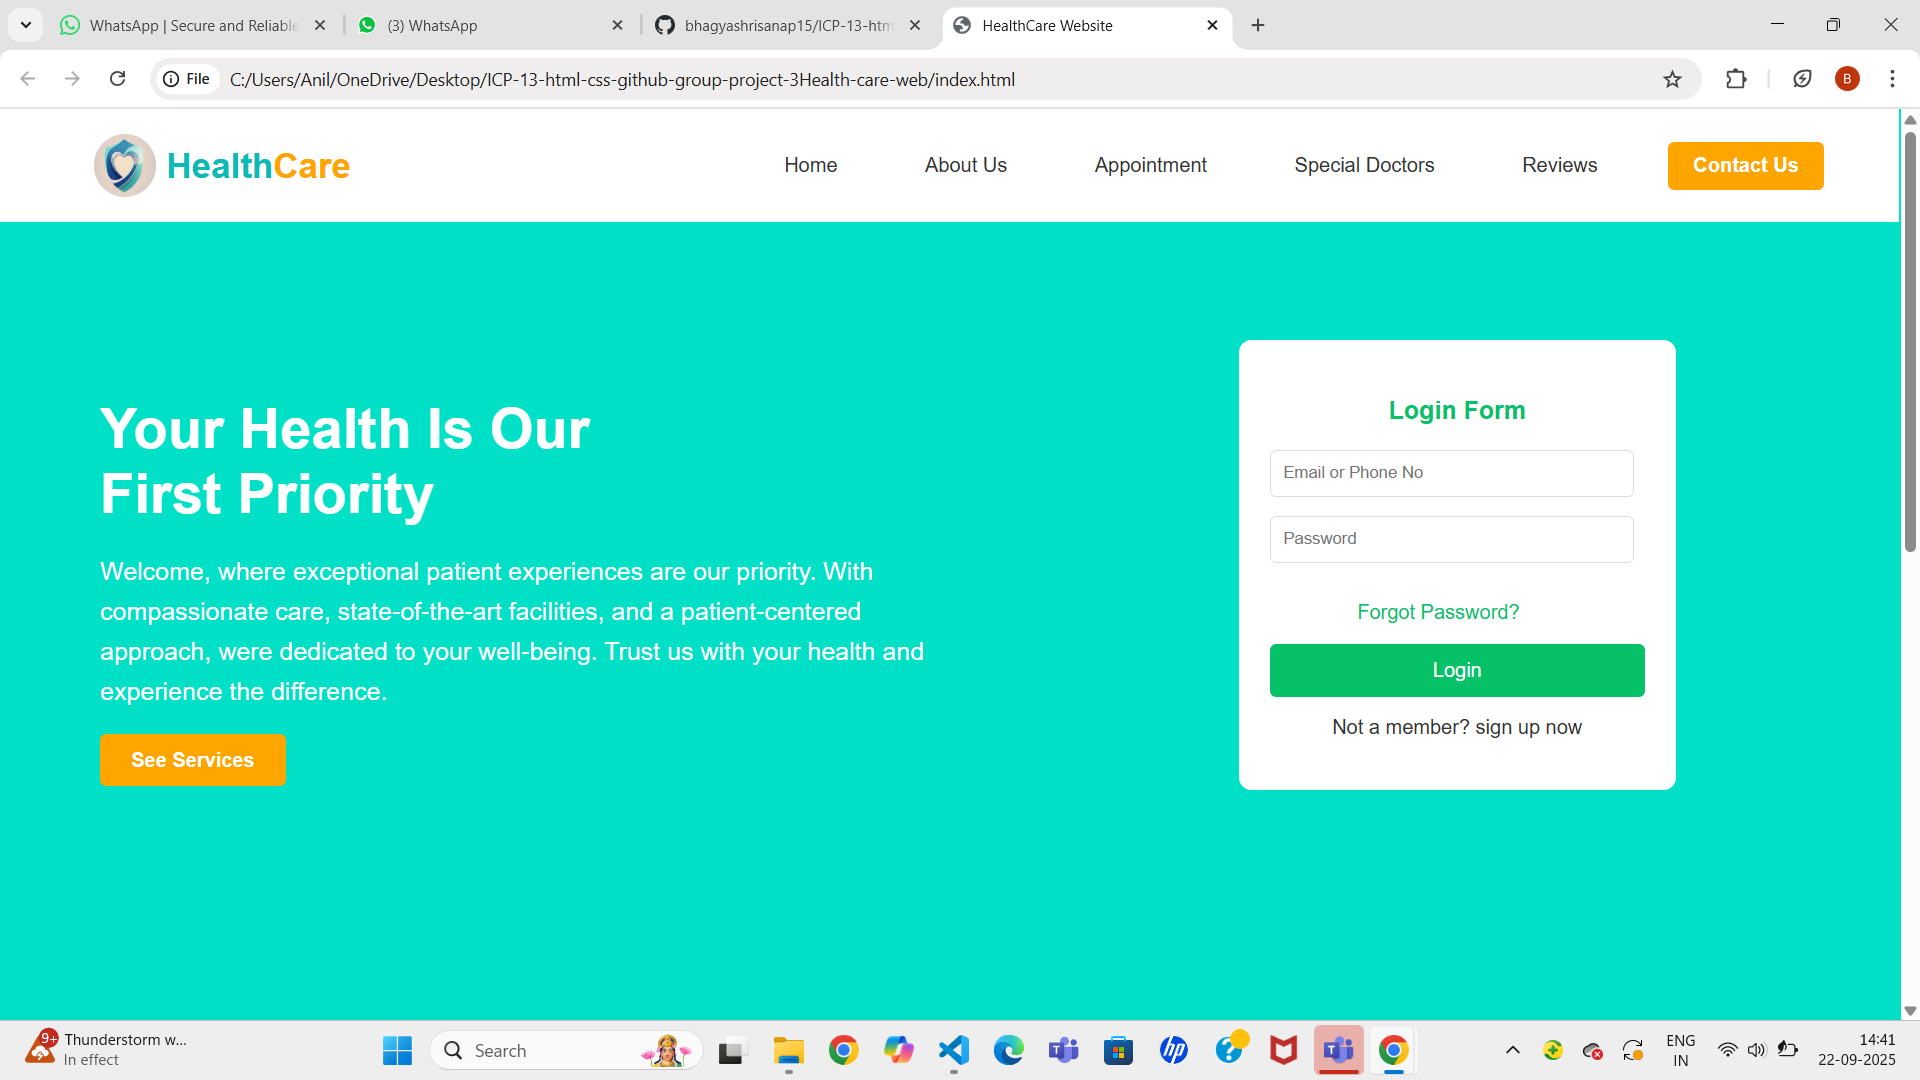 WhatsApp | Secure and Reliable
(3) WhatsApp
bhagyashrisanap15/ICP-13-htm
HealthCare Website
File
C:/Users/Anil/OneDrive/Desktop/ICP-13-html-css-github-group-project-3Health-care-web/index.html
B
HealthCare
Home
About Us
Appointment
Special Doctors
Reviews
Contact Us
Your Health Is Our
First Priority
Welcome, where exceptional patient experiences are our priority. With
compassionate care, state-of-the-art facilities, and a patient-centered
approach, were dedicated to your well-being. Trust us with your health and
experience the difference.
See Services
Login Form
Email or Phone No
Password
Forgot Password?
Login
Not a member? sign up now
9+
Thunderstorm w...
In effect
Search
hp
ENG
IN
14:41
22-09-2025